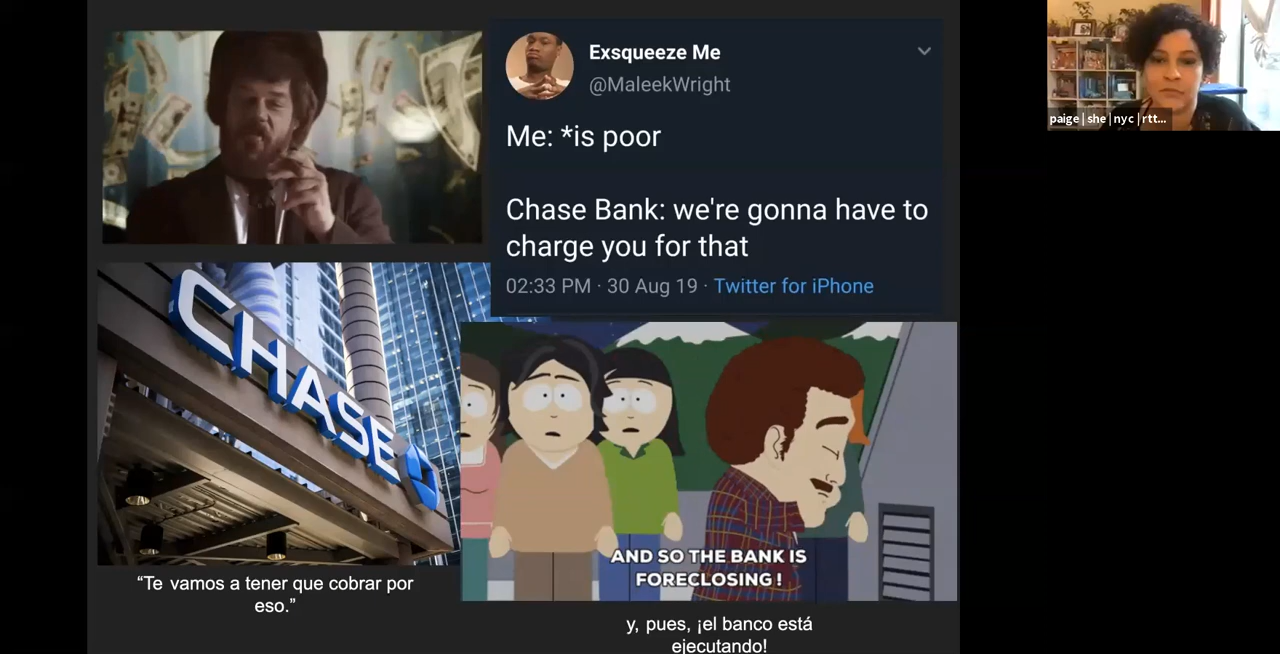 Exsqueeze Me
@MaleekWright
Me: *is poor
Chase Bank: we're gonna have to
charge you for that
02:33 PM · 30 Aug 19 · Twitter for iPhone
CHASE
AND SO THE BANK IS
FORECLOSING !
“Te vamos a tener que cobrar por
eso.”
y, pues, ¡el banco está
ejecutando!
paige | she | nyc | rtt...